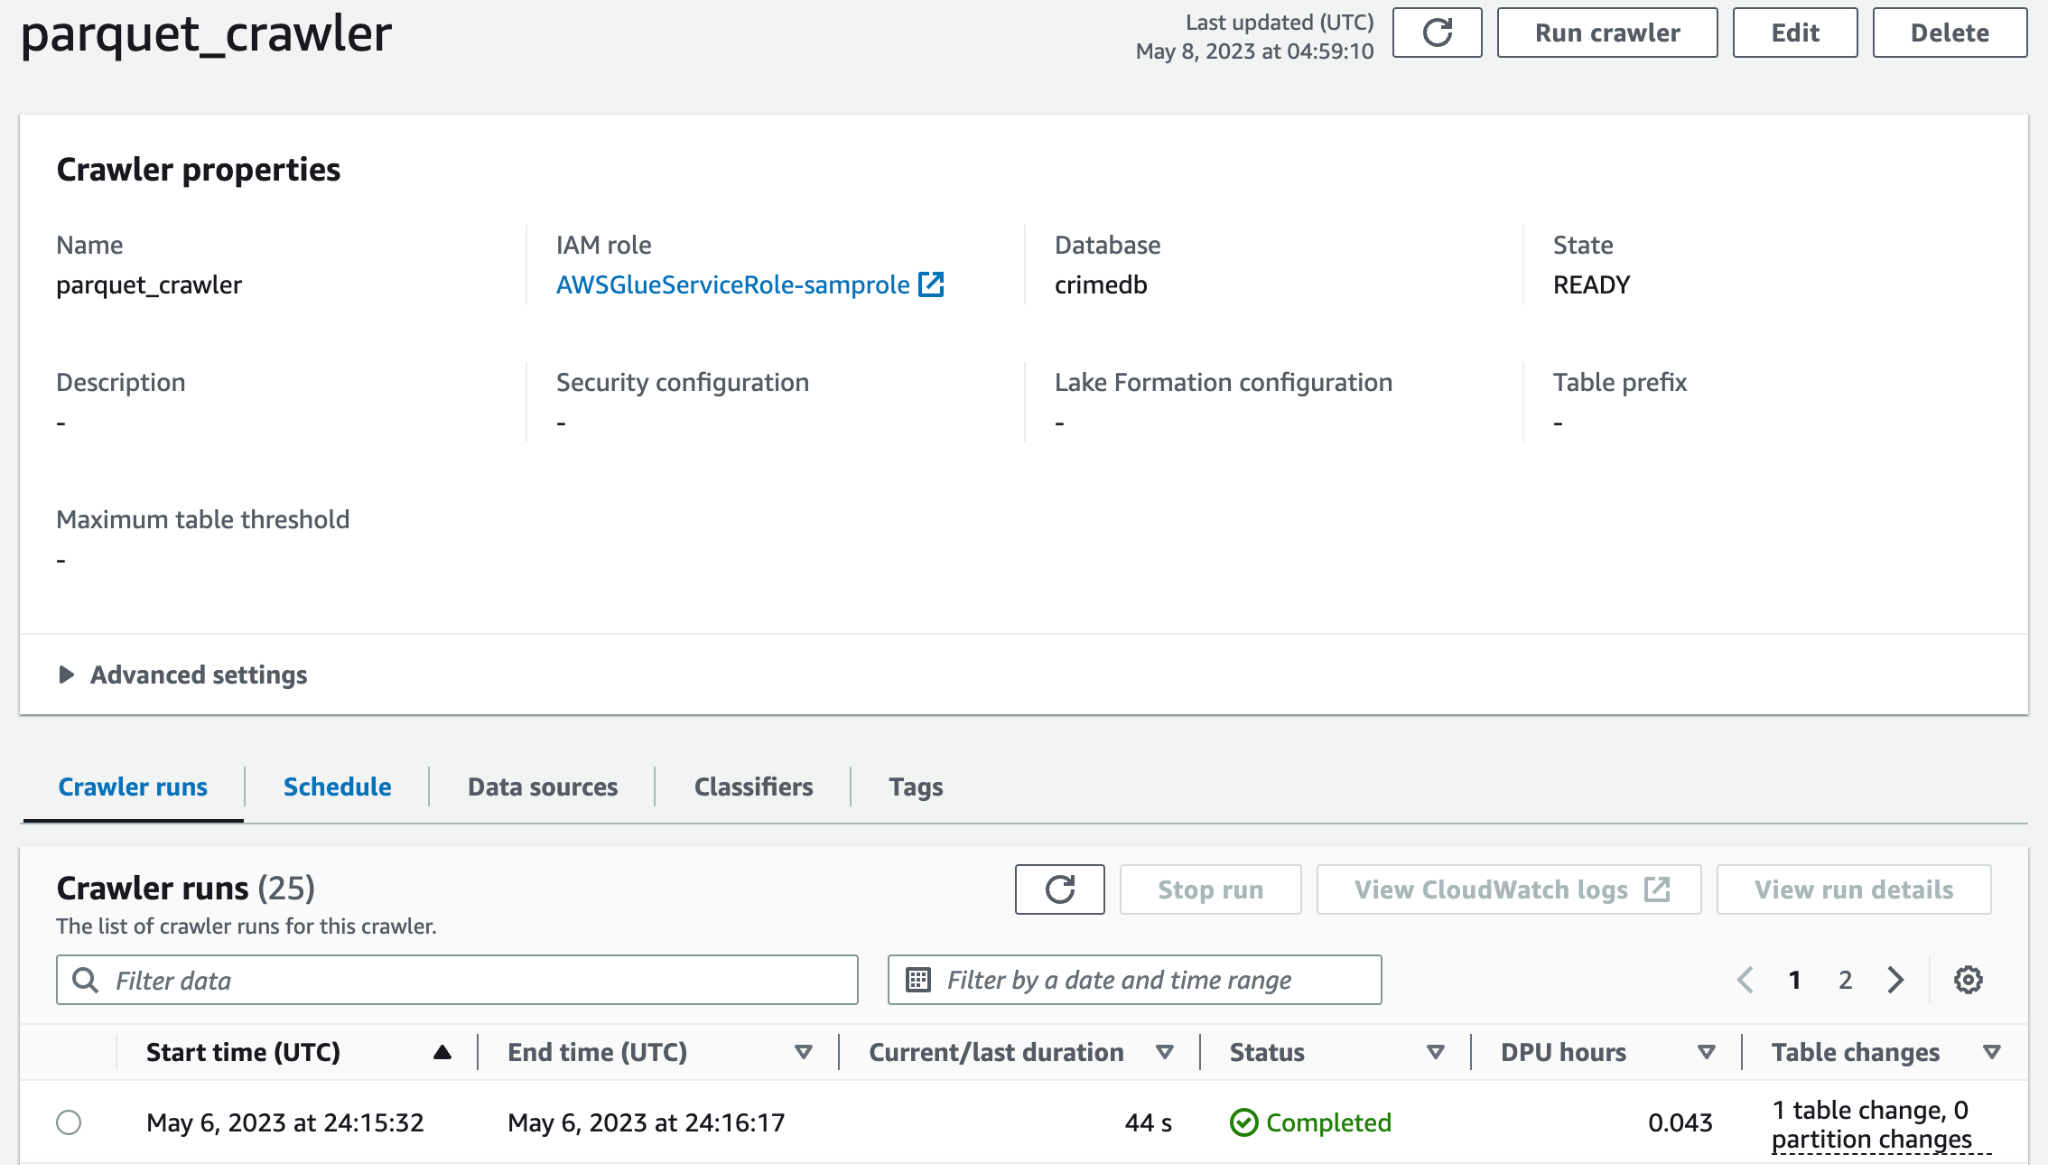 parquet_crawler
Last updated (UTC)
May 8, 2023 at 04:59:10
Run crawler
Edit
Delete
Crawler properties
Name
parquet_crawler
IAM role
AWSGlueServiceRole-samprole
Database
crimedb
State
READY
Description
-
Security configuration
-
Lake Formation configuration
-
Table prefix
-
Maximum table threshold
-
Advanced settings
Crawler runs
Schedule
Data sources
Classifiers
Tags
Crawler runs (25)
The list of crawler runs for this crawler.
Stop run
View CloudWatch logs
View run details
Filter data
Filter by a date and time range
1
2
Start time (UTC)
End time (UTC)
Current/last duration
Status
DPU hours
Table changes
May 6, 2023 at 24:15:32
May 6, 2023 at 24:16:17
44 s
Completed
0.043
1 table change, 0
partition changes